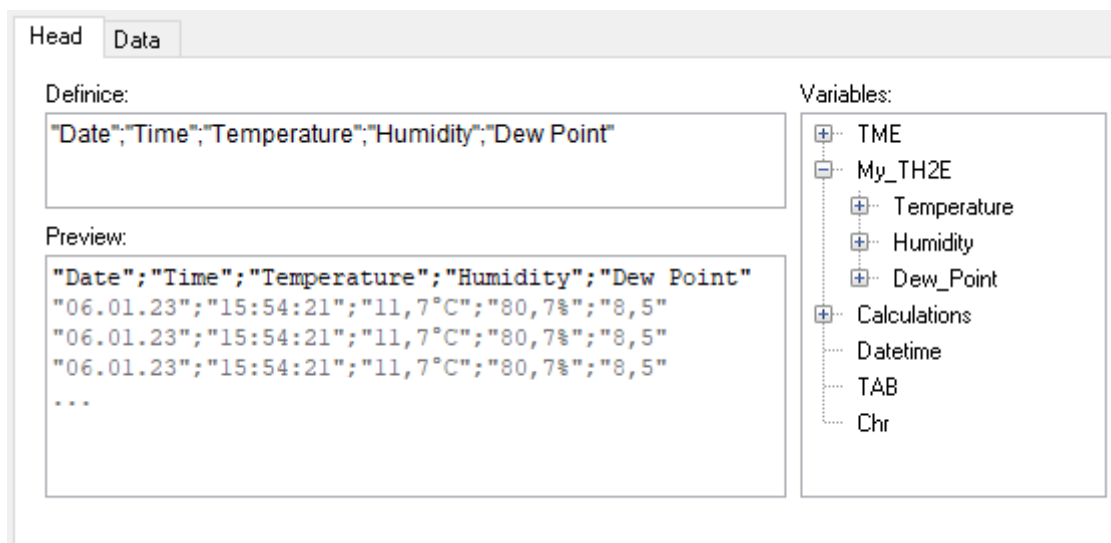 Head
Data
Definice:
"Date";"Time";"Temperature";"Humidity";"Dew Point"
Preview:
"Date";"Time";"Temperature";"Humidity";"Dew Point"
"06.01.23";"15:54:21";"11,7°C";"80,7%";"8,5"
"06.01.23";"15:54:21";"11,7°C";"80,7%";"8,5"
"06.01.23";"15:54:21";"11,7°C";"80,7%";"8,5"
...
Variables:
TME
My_TH2E
Temperature
Humidity
Dew_Point
Calculations
Datetime
TAB
Chr